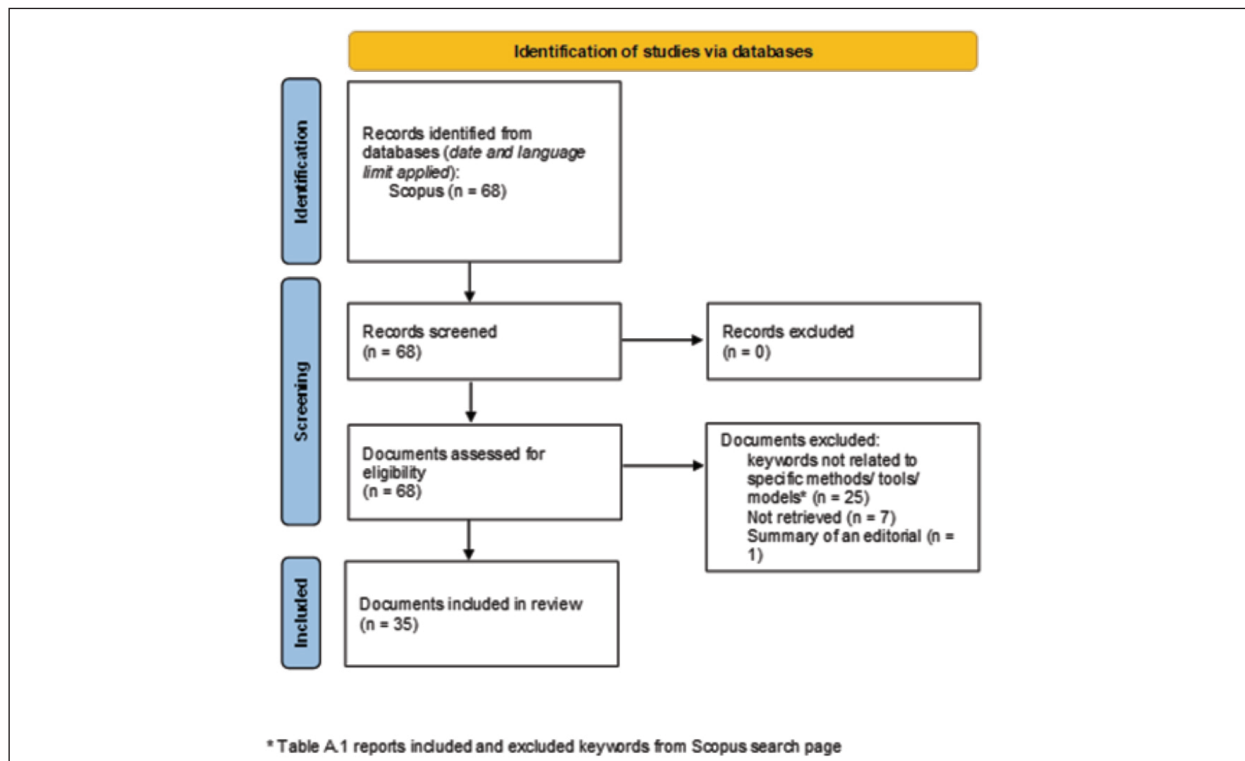 Identification of studies via databases
Identification
Records identified from
databases (date and language
limit applied):
Scopus (n = 68)
Screening
Records screened
(n = 68)
Records excluded
(n = 0)
Documents assessed for
eligibility
(n = 68)
Documents excluded:
keywords not related to
specific methods/ tools/
models* (n = 25)
Not retrieved (n = 7)
Summary of an editorial (n =
1)
Included
Documents included in review
(n = 35)
* Table A.1 reports included and excluded keywords from Scopus search page